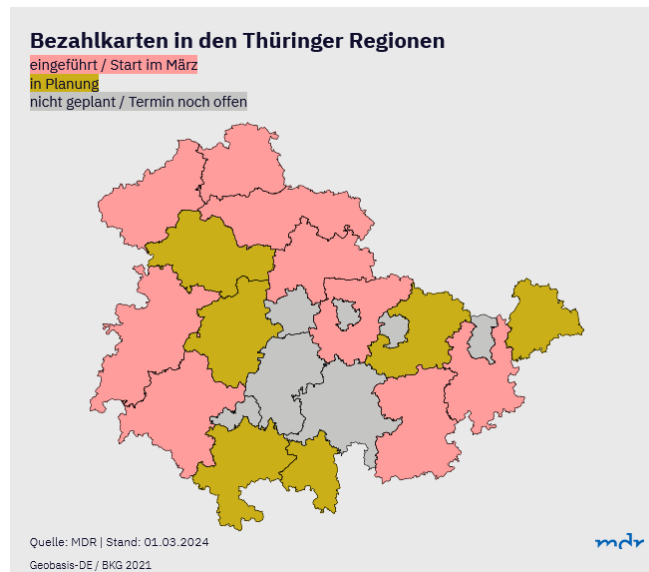 Bezahlkarten in den Thüringer Regionen
eingeführt / Start im März
in Planung
nicht geplant / Termin noch offen
Quelle: MDR | Stand: 01.03.2024
mdr
Geobasis-DE / BKG 2021